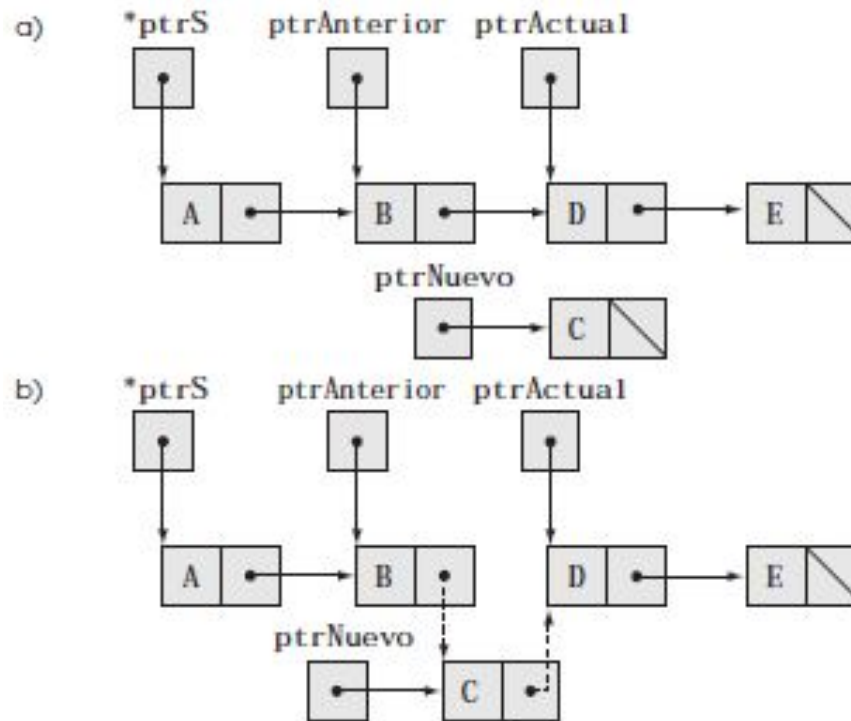 a) *ptrS ptrAnterior ptrActual
A B D E
ptrNuevo
C
b) *ptrS ptrAnterior ptrActual
A B D E
ptrNuevo
C